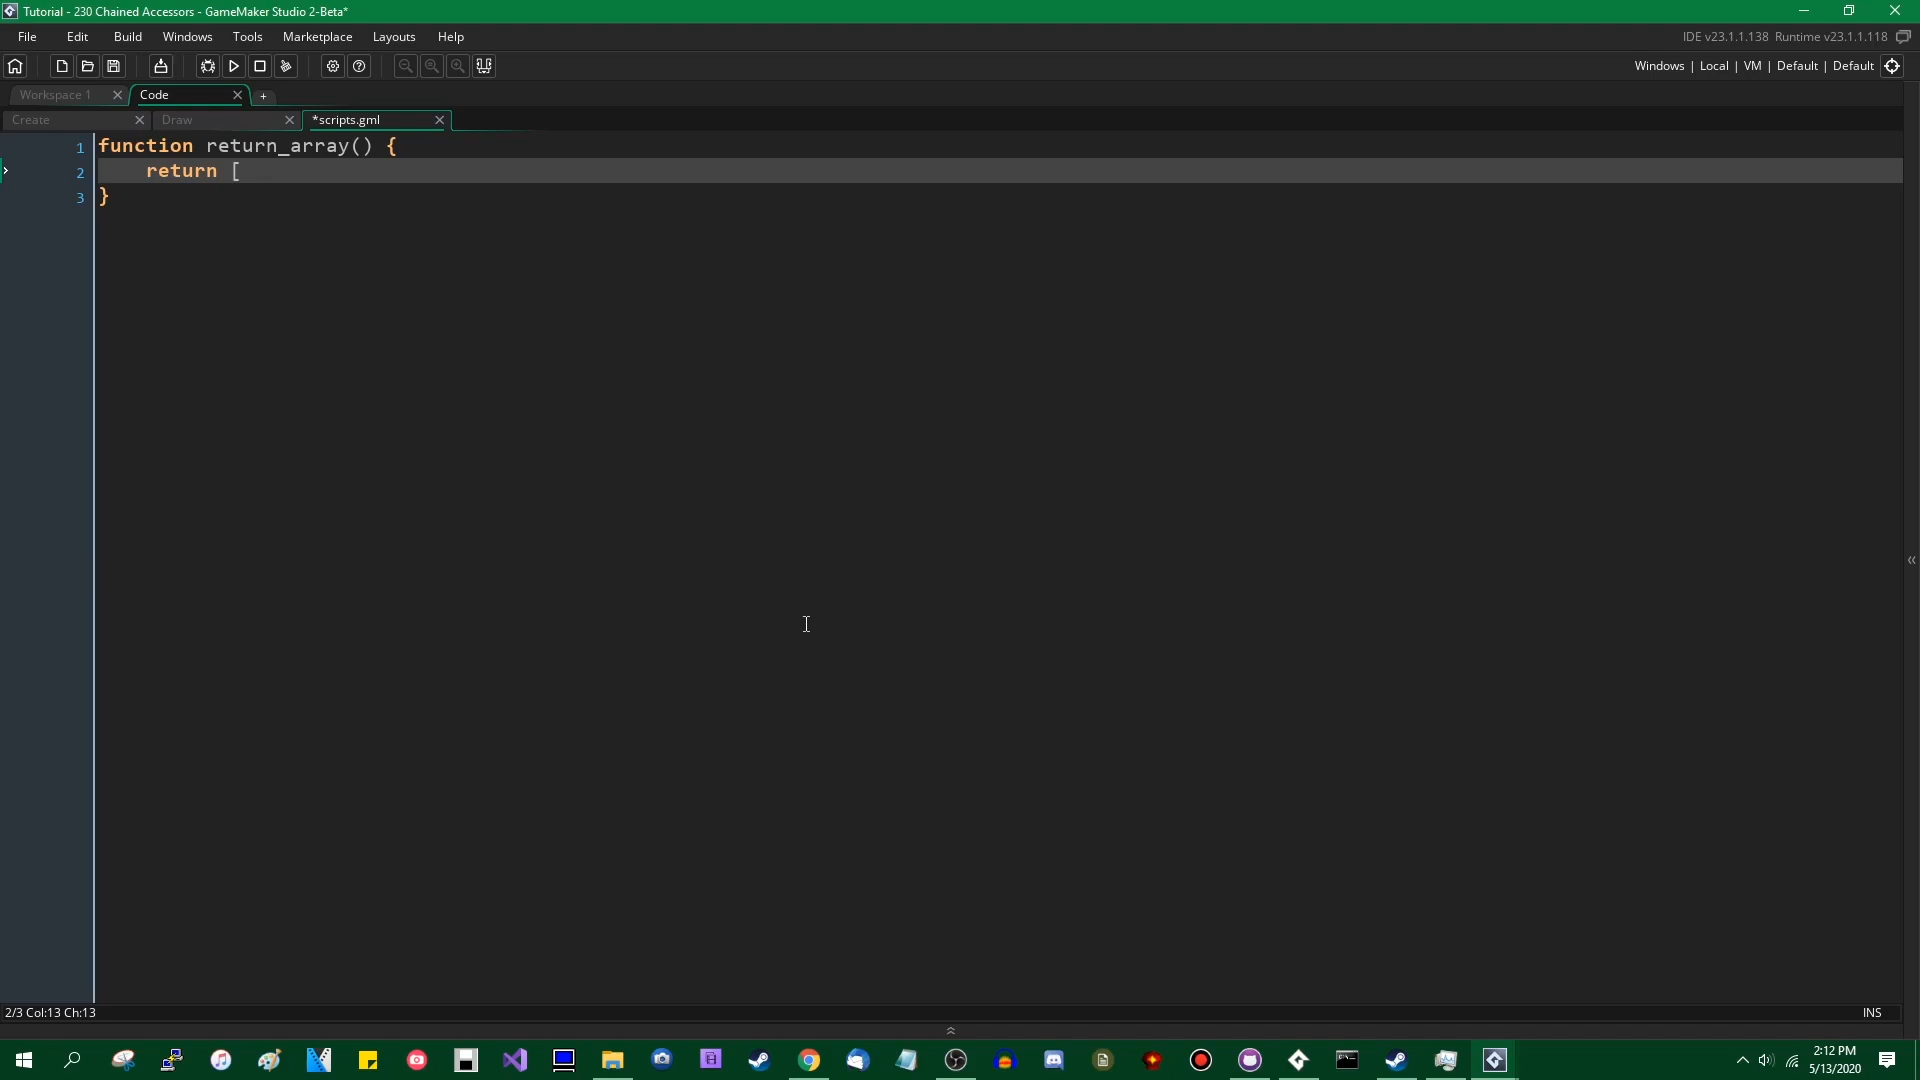 Tutorial - 230 Chained Accessors - GameMaker Studio 2-Beta*
File Edit Build Windows Tools Marketplace Layouts Help
IDE v23.1.1.138 Runtime v23.1.1.118
Windows | Local | VM | Default | Default
Workspace 1 Code +
Create Draw *scripts.gml
1 function return_array() {
2 return [
3 }
2/3 Col:13 Ch:13 INS
2:12 PM
5/13/2020